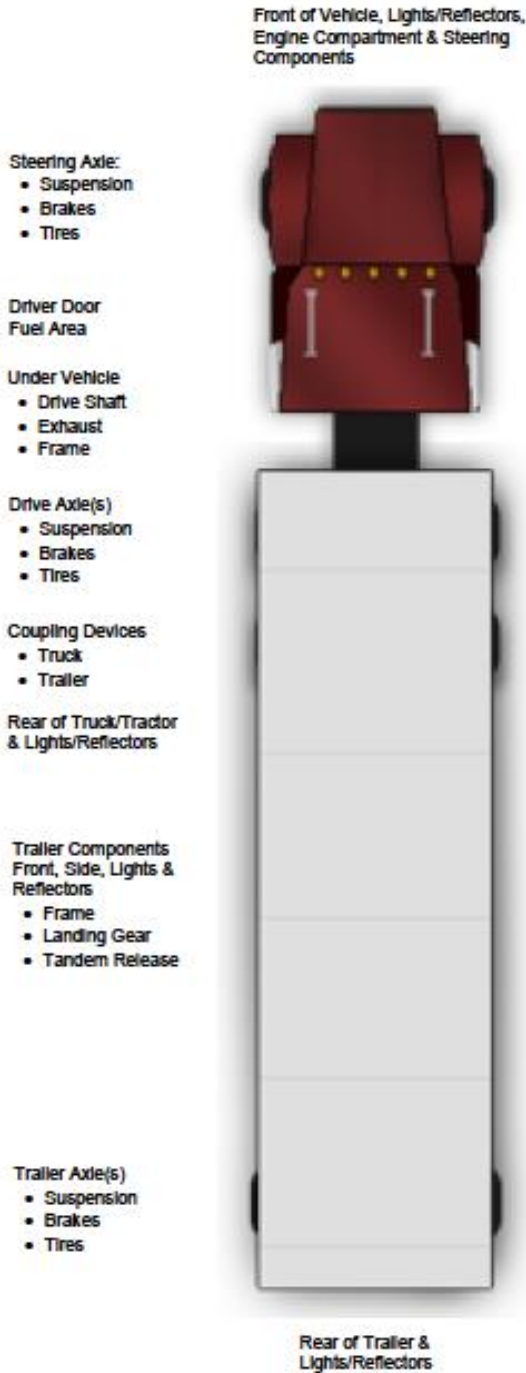 Front of Vehicle, Lights/Reflectors,
Engine Compartment & Steering
Components
Steering Axle:
• Suspension
• Brakes
• Tires
Driver Door
Fuel Area
Under Vehicle
• Drive Shaft
• Exhaust
• Frame
Drive Axle(s)
• Suspension
• Brakes
• Tires
Coupling Devices
• Truck
• Trailer
Rear of Truck/Tractor
& Lights/Reflectors
Trailer Components
Front, Side, Lights &
Reflectors
• Frame
• Landing Gear
• Tandem Release
Trailer Axle(s)
• Suspension
• Brakes
• Tires
Rear of Trailer &
Lights/Reflectors